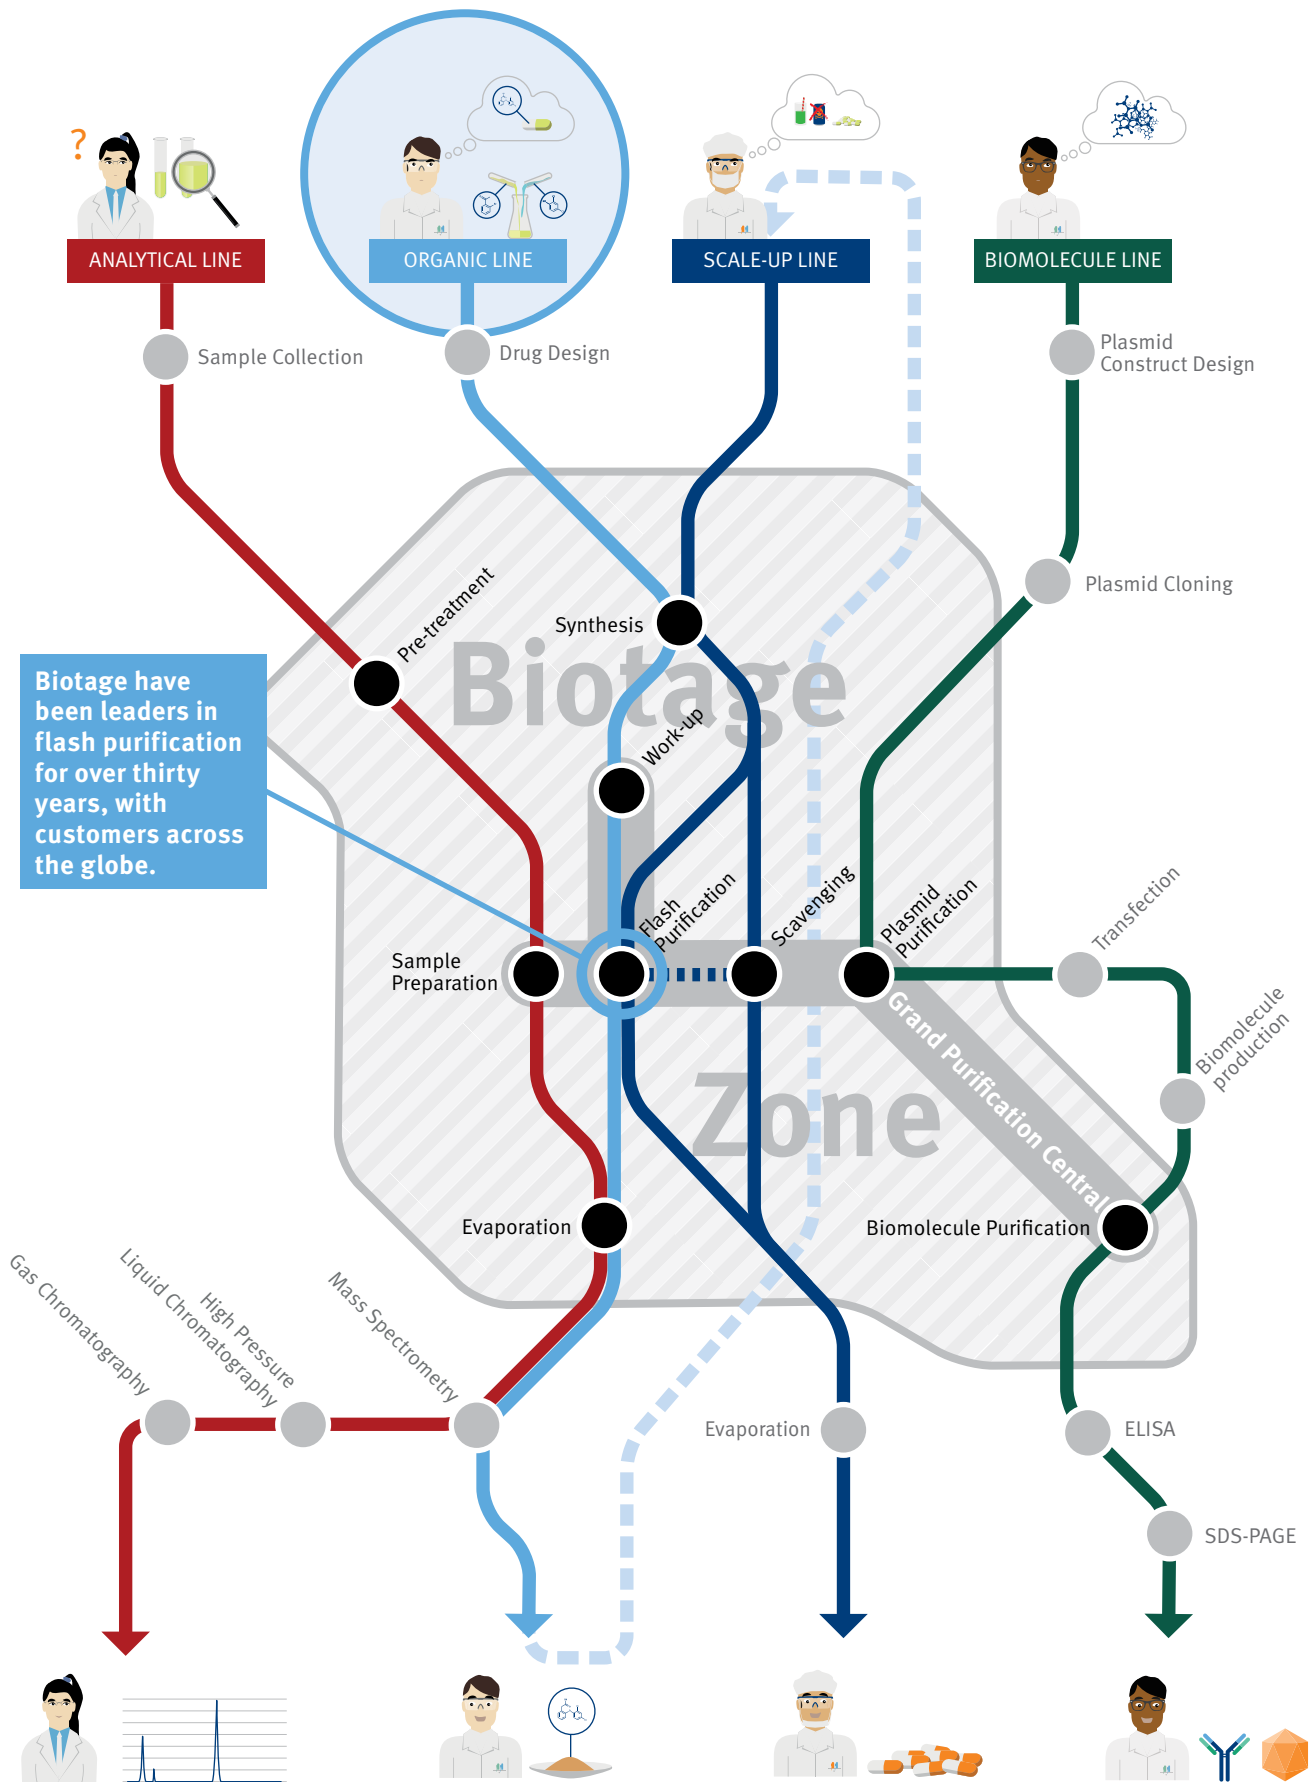 ?
ANALYTICAL LINE
ORGANIC LINE
SCALE-UP LINE
BIOMOLECULE LINE
Sample Collection
Drug Design
Plasmid
Construct Design
Plasmid Cloning
Pre-treatment
Synthesis
Biotage
Work-up
Biotage have
been leaders in
flash purification
for over thirty
years, with
customers across
the globe.
Flash
Purification
Scavenging
Plasmid
Purification
Transfection
Sample
Preparation
Biomolecule
production
Grand Purification Central
Zone
Evaporation
Biomolecule Purification
Gas Chromatography
High Pressure
Liquid Chromatography
Mass Spectrometry
Evaporation
ELISA
SDS-PAGE